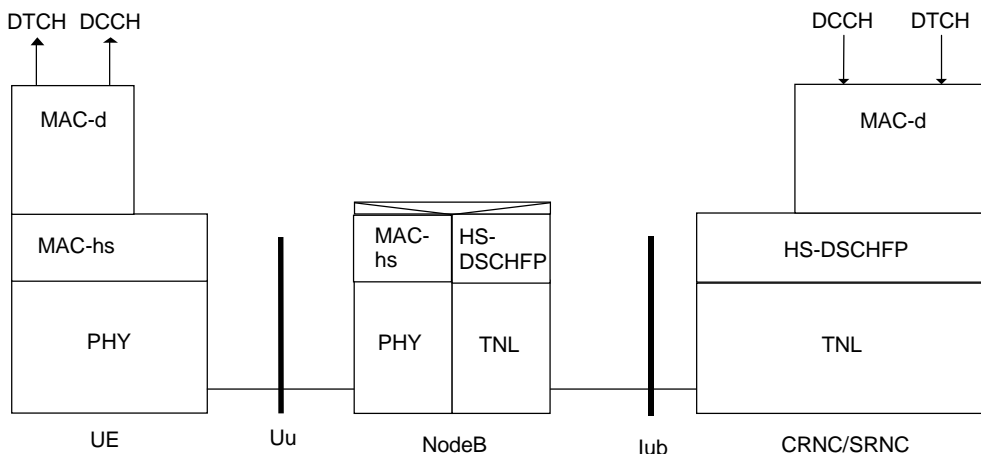 DTCH DCCH
DCCH DTCH
MAC-d
MAC-d
MAC-hs
MAC-
hs
HS-
DSCHFP
HS-DSCHFP
PHY
PHY
TNL
TNL
UE
Uu
NodeB
Iub
CRNC/SRNC